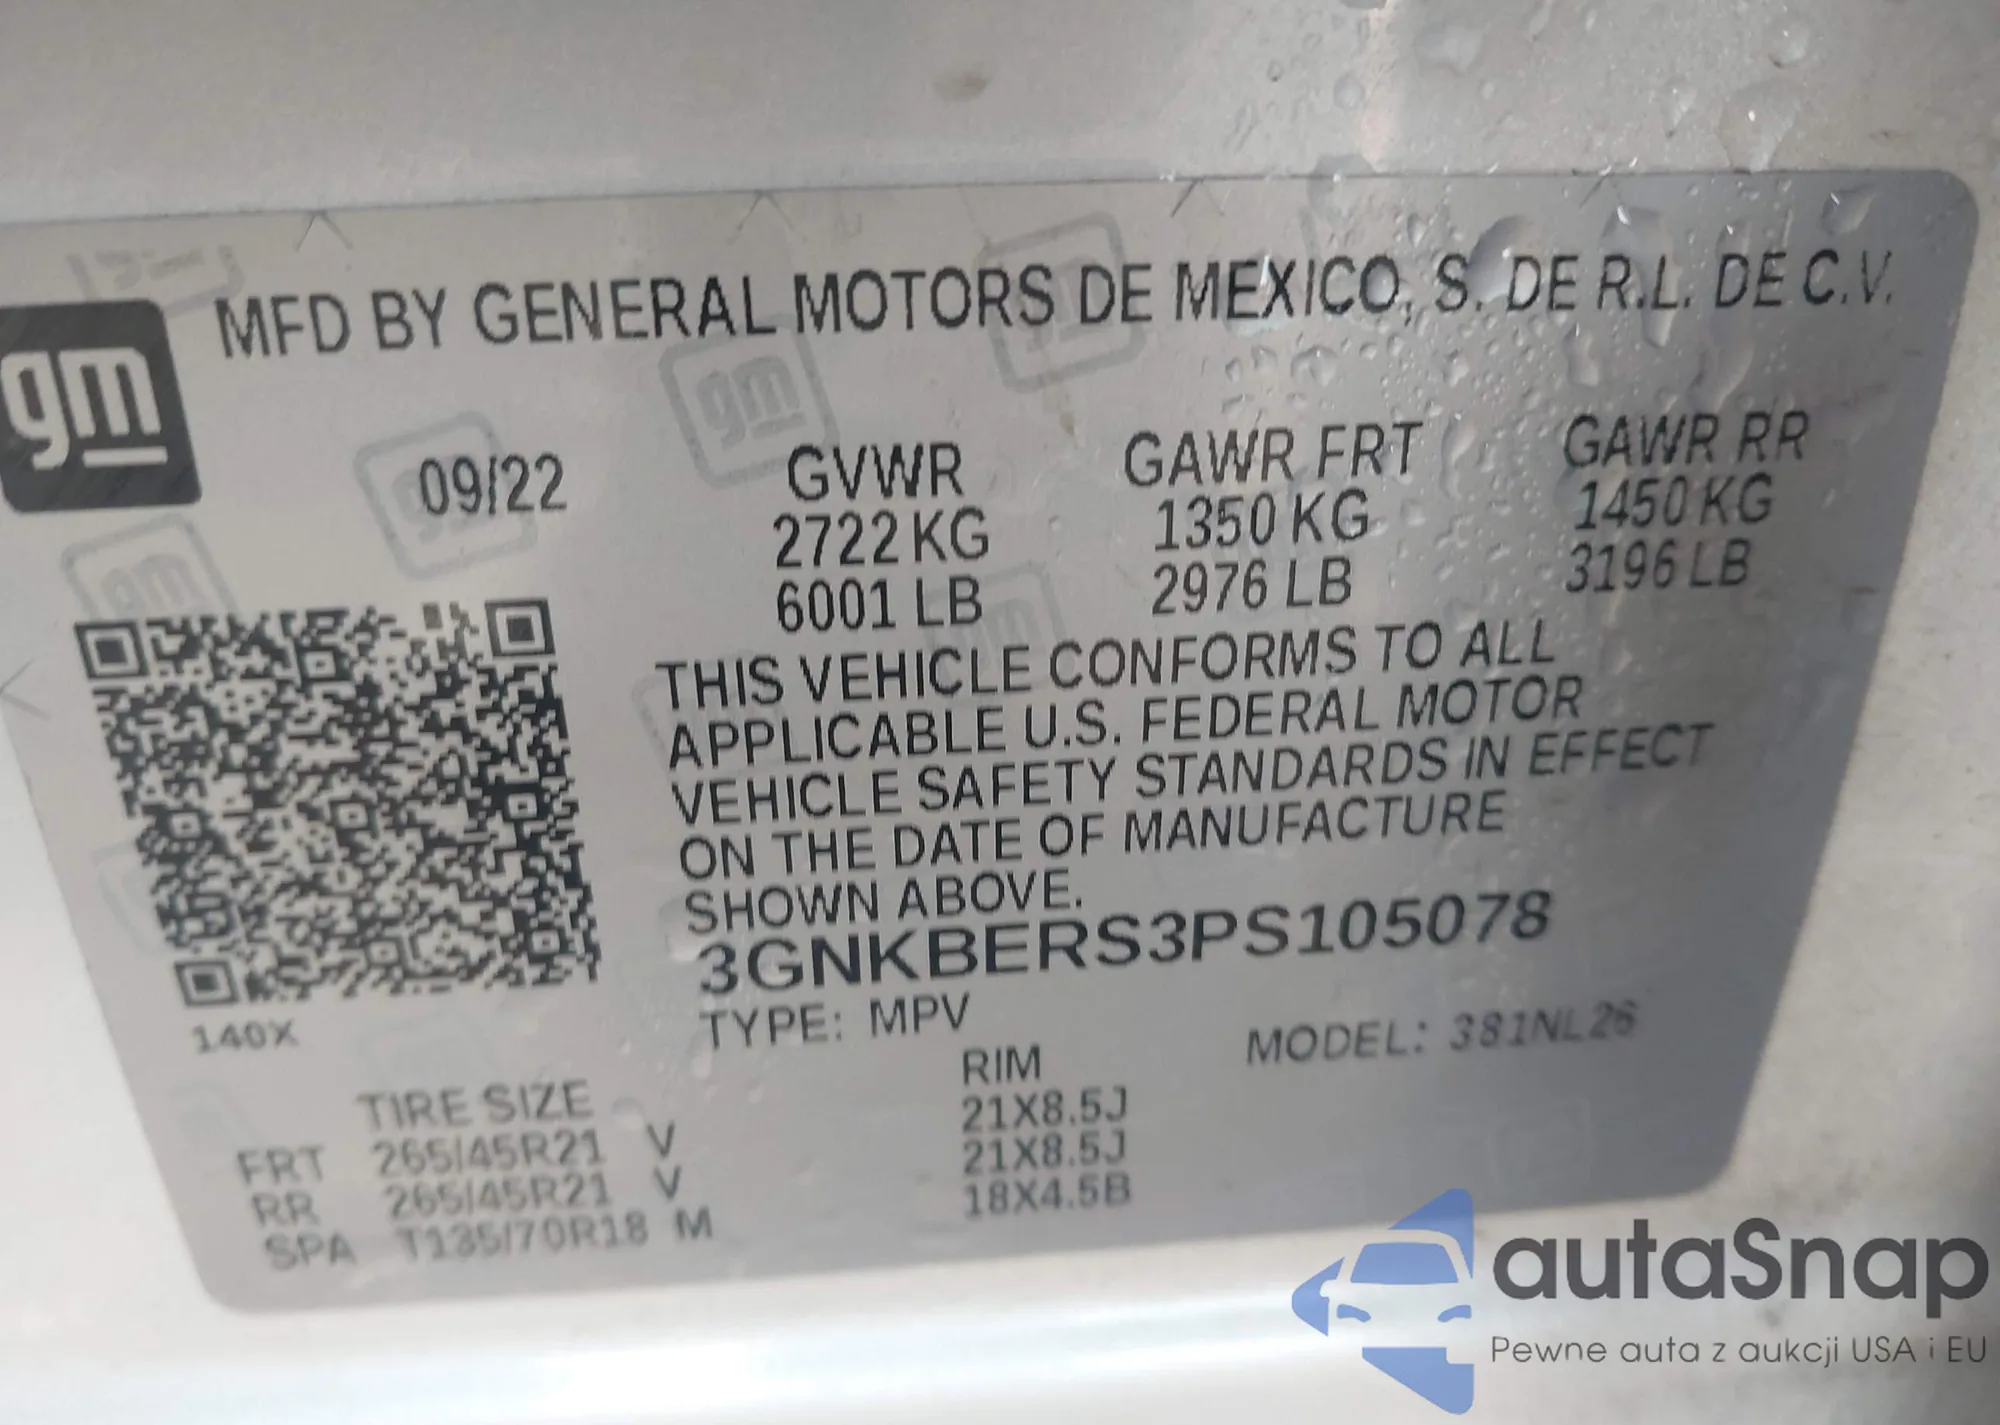 MFD BY GENERAL MOTORS DE MEXICO, S. DE R.L. DE C.V.
gm
09/22 GVWR GAWR FRT GAWR RR
2722 KG 1350 KG 1450 KG
6001 LB 2976 LB 3196 LB
THIS VEHICLE CONFORMS TO ALL
APPLICABLE U.S. FEDERAL MOTOR
VEHICLE SAFETY STANDARDS IN EFFECT
ON THE DATE OF MANUFACTURE
SHOWN ABOVE.
3GNKBERS3PS105078
140X
TYPE: MPV MODEL: 381NL26
TIRE SIZE RIM
FRT 265/45R21 V 21X8.5J
RR 265/45R21 V 21X8.5J
SPA T135/70R18 M 18X4.5B
autaSnap
Pewne auta z aukcji USA i EU